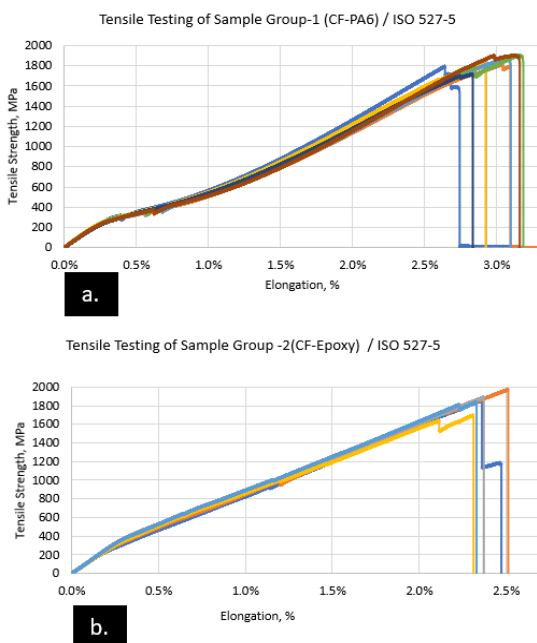 Tensile Testing of Sample Group-1 (CF-PA6) / ISO 527-5
2000
1800
1600
1400
1200
1000
800
600
400
200
0
Tensile Strength, MPa
0.0% 0.5% 1.0% 1.5% 2.0% 2.5% 3.0%
Elongation, %
a.
Tensile Testing of Sample Group -2(CF-Epoxy) / ISO 527-5
2000
1800
1600
1400
1200
1000
800
600
400
200
0
Tensile Strength, MPa
0.0% 0.5% 1.0% 1.5% 2.0% 2.5%
Elongation, %
b.